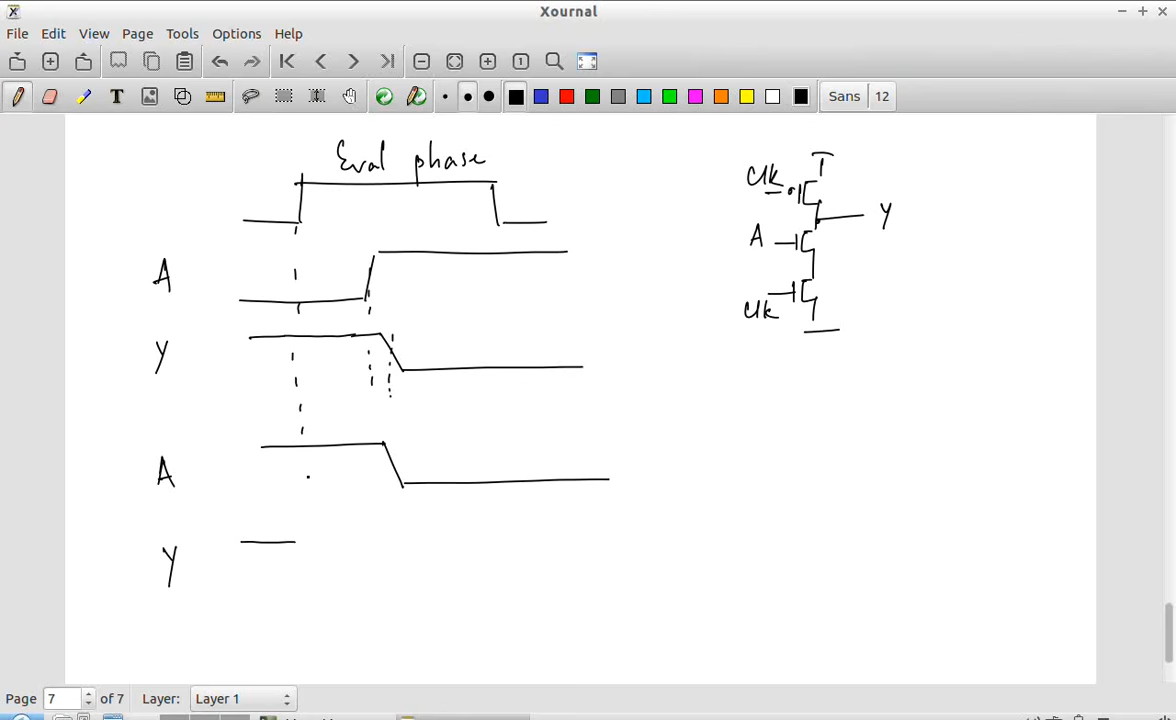 Xournal
File Edit View Page Tools Options Help
Sans 12
Eval phase
Clk
A
Y
Clk
A
Y
A
Y
Page 7 of 7 Layer: Layer 1